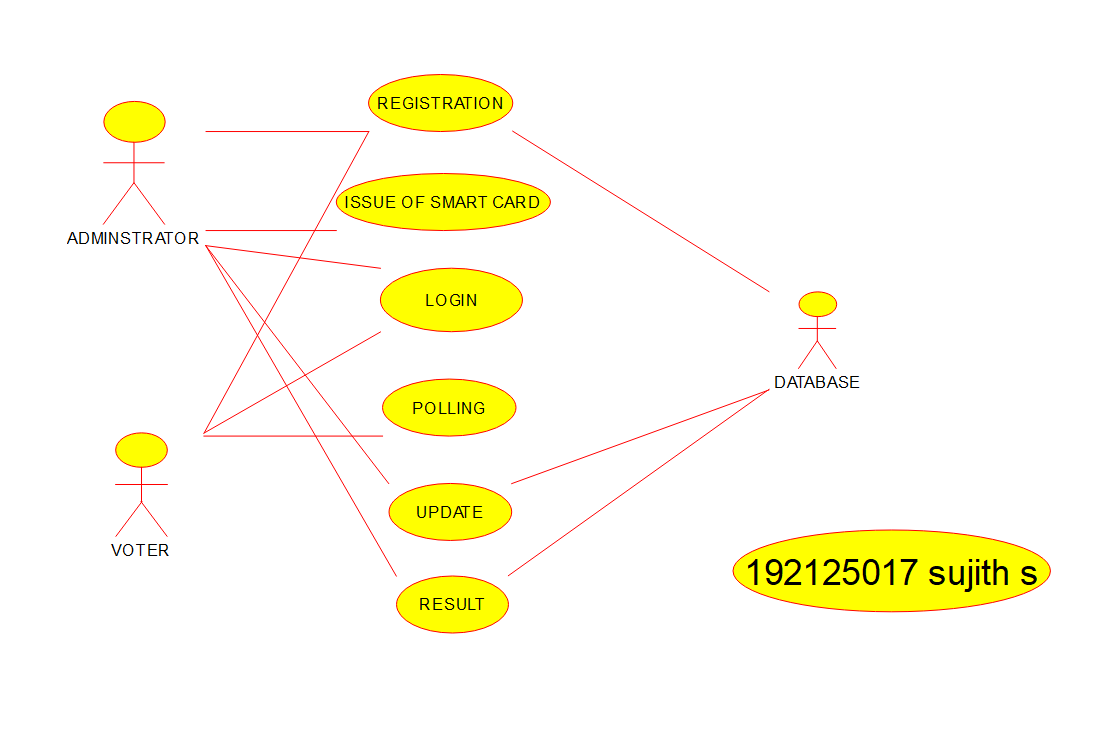 REGISTRATION
ISSUE OF SMART CARD
ADMINSTRATOR
LOGIN
DATABASE
POLLING
UPDATE
VOTER
192125017 sujith s
RESULT